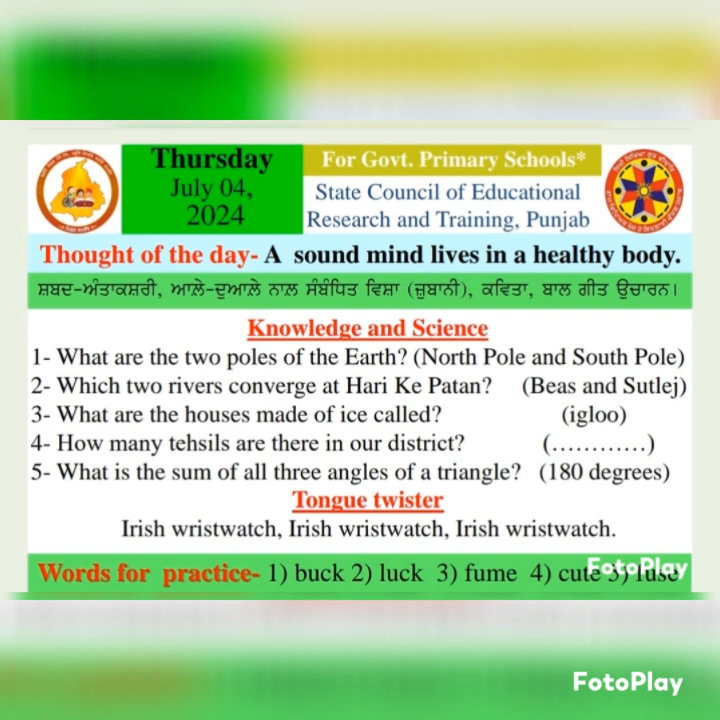 Thursday
July 04,
2024
For Govt. Primary Schools*
State Council of Educational
Research and Training, Punjab
Thought of the day- A sound mind lives in a healthy body.
ਸ਼ਬਦ-ਅੰਤਾਕਸ਼ਰੀ, ਆਲੇ-ਦੁਆਲੇ ਨਾਲ ਸੰਬੰਧਿਤ ਵਿਸ਼ਾ (ਜ਼ੁਬਾਨੀ), ਕਵਿਤਾ, ਬਾਲ ਗੀਤ ਉਚਾਰਨ।
Knowledge and Science
1- What are the two poles of the Earth? (North Pole and South Pole)
2- Which two rivers converge at Hari Ke Patan? (Beas and Sutlej)
3- What are the houses made of ice called? (igloo)
4- How many tehsils are there in our district? (............)
5- What is the sum of all three angles of a triangle? (180 degrees)
Tongue twister
Irish wristwatch, Irish wristwatch, Irish wristwatch.
Words for practice- 1) buck 2) luck 3) fume 4) cute 5) fuse
FotoPlay
FotoPlay